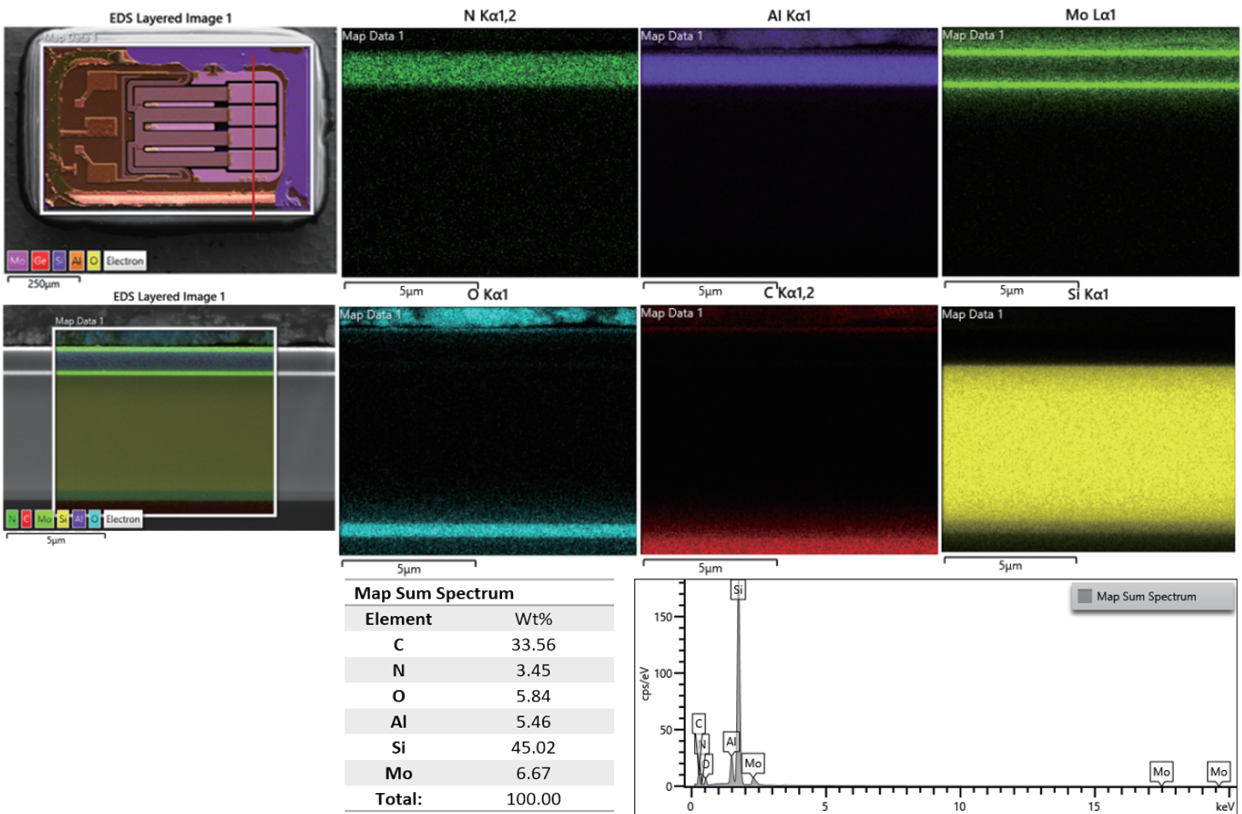 EDS Layered Image 1
Map Data 1
Mo Ge Si Al O Electron
250μm
N Kα1,2
Map Data 1
5μm
Al Kα1
Map Data 1
5μm
Mo Lα1
Map Data 1
5μm
EDS Layered Image 1
Map Data 1
N C Mo Si Al O Electron
5μm
O Kα1
Map Data 1
5μm
C Kα1,2
Map Data 1
5μm
Si Kα1
Map Data 1
5μm
Map Sum Spectrum
Element Wt%
C 33.56
N 3.45
O 5.84
Al 5.46
Si 45.02
Mo 6.67
Total: 100.00
Map Sum Spectrum
cps/eV
150
100
50
0
Si
C
N
O
Al
Mo
Mo
Mo
0 5 10 15 keV